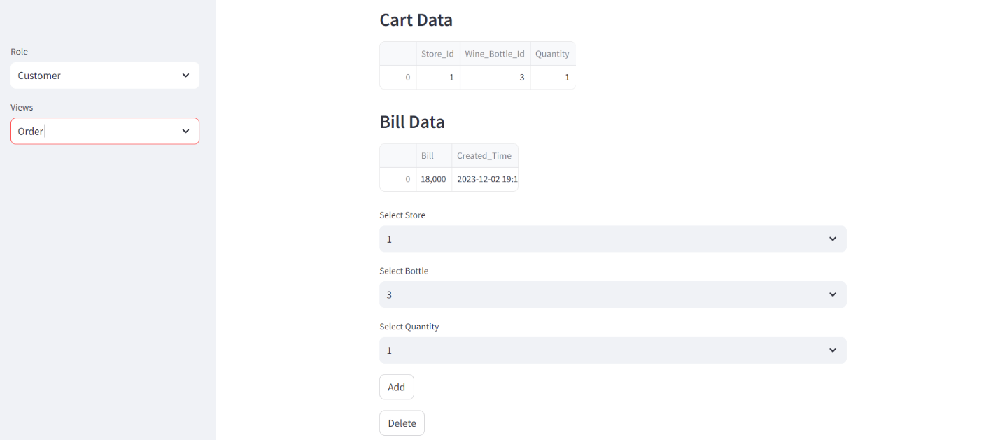 Role
Customer
Views
Order
Cart Data
Store_Id Wine_Bottle_Id Quantity
0 1 3 1
Bill Data
Bill Created_Time
0 18,000 2023-12-02 19:1
Select Store
1
Select Bottle
3
Select Quantity
1
Add
Delete